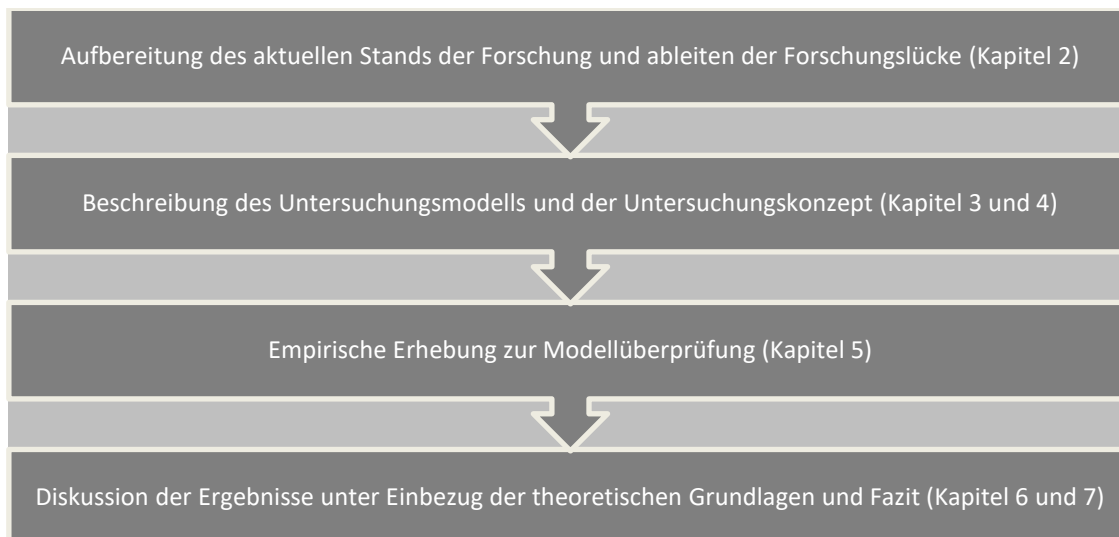 Aufbereitung des aktuellen Stands der Forschung und ableiten der Forschungslücke (Kapitel 2)
Beschreibung des Untersuchungsmodells und der Untersuchungskonzept (Kapitel 3 und 4)
Empirische Erhebung zur Modellüberprüfung (Kapitel 5)
Diskussion der Ergebnisse unter Einbezug der theoretischen Grundlagen und Fazit (Kapitel 6 und 7)